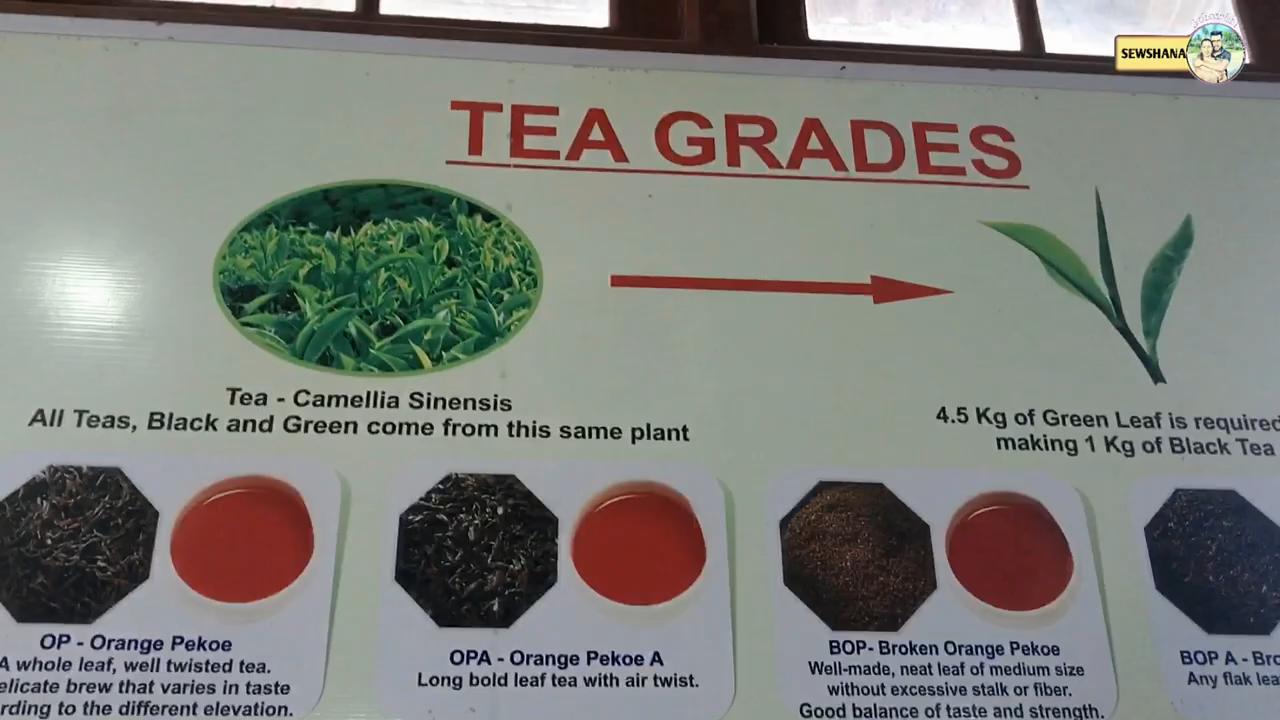 SEWSHANA
TEA GRADES
Tea - Camellia Sinensis
All Teas, Black and Green come from this same plant
4.5 Kg of Green Leaf is required
making 1 Kg of Black Tea
OP - Orange Pekoe
A whole leaf, well twisted tea.
elicate brew that varies in taste
rding to the different elevation.
OPA - Orange Pekoe A
Long bold leaf tea with air twist.
BOP- Broken Orange Pekoe
Well-made, neat leaf of medium size
without excessive stalk or fiber.
Good balance of taste and strength.
BOP A - Bro
Any flak lea